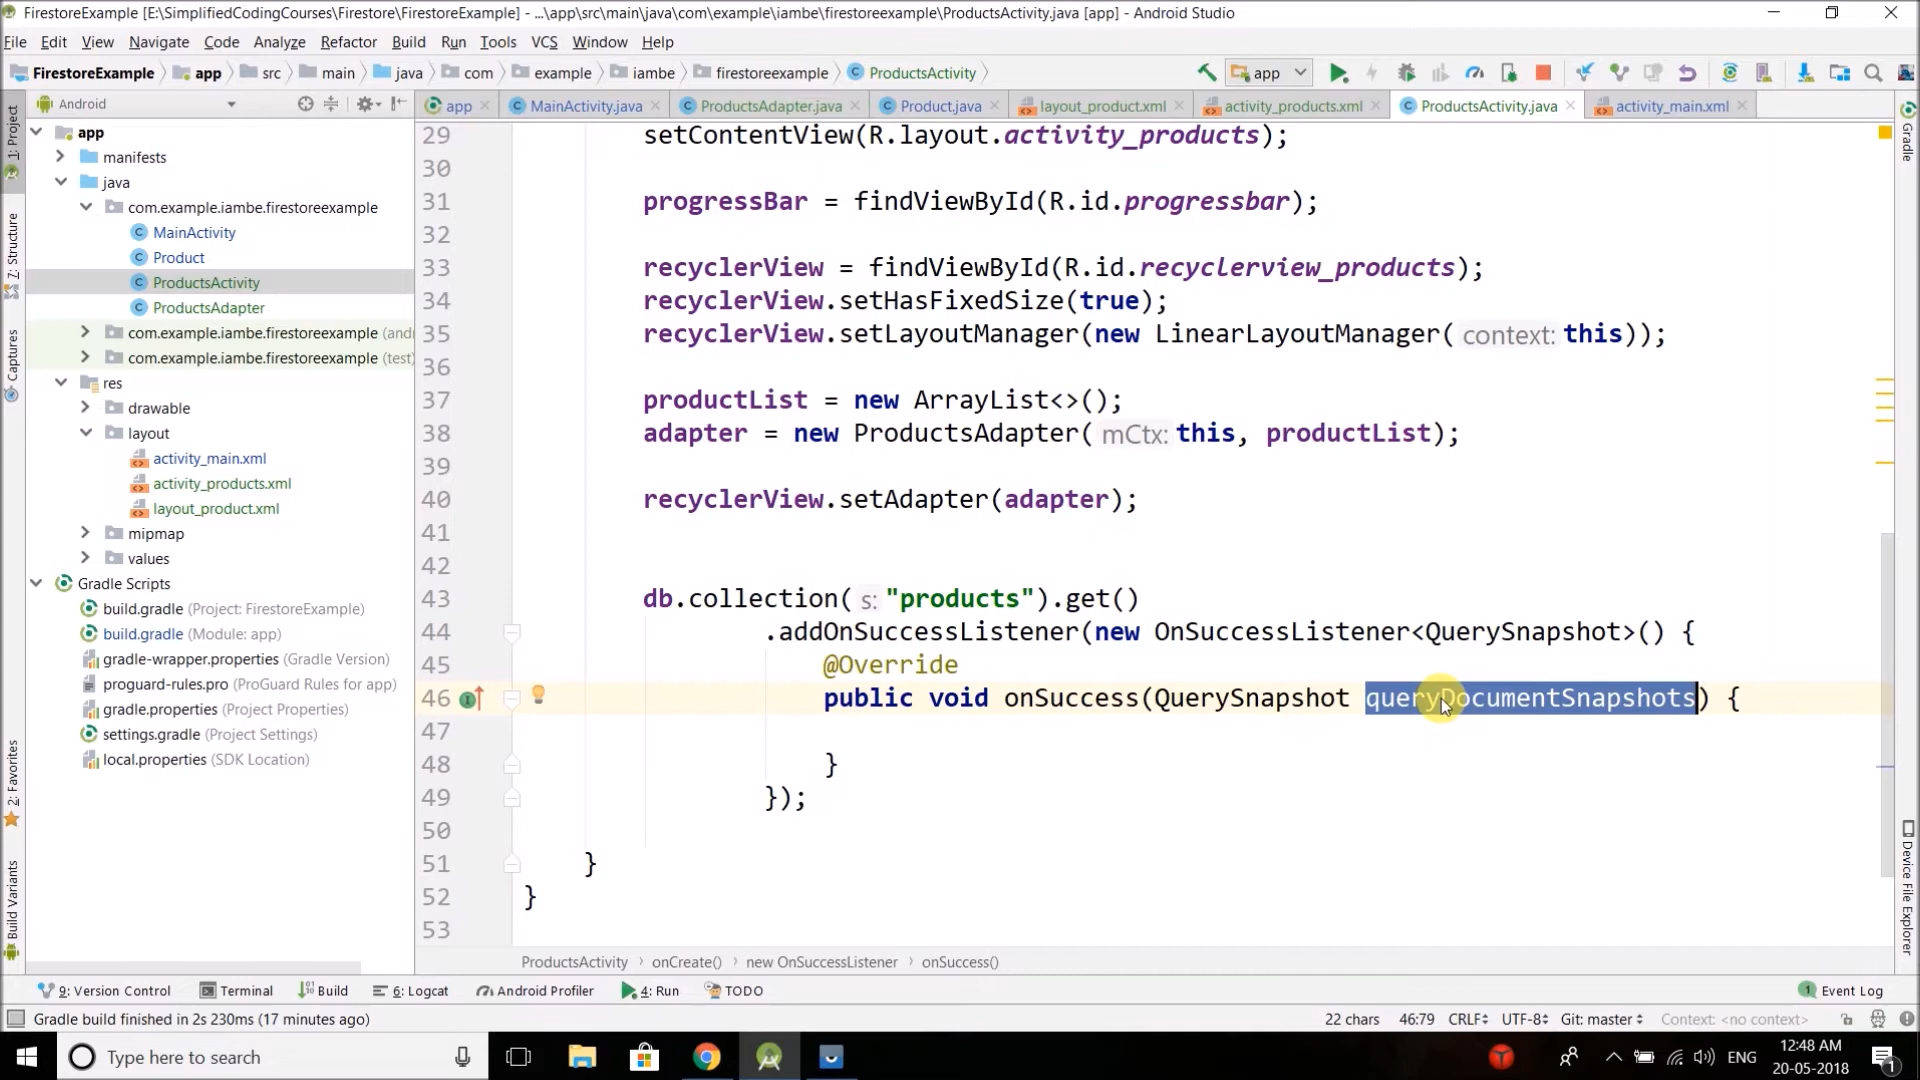 FirestoreExample [E:\SimplifiedCodingCourses\Firestore\FirestoreExample] - ...\app\src\main\java\com\example\iambe\firestoreexample\ProductsActivity.java [app] - Android Studio
File Edit View Navigate Code Analyze Refactor Build Run Tools VCS Window Help
FirestoreExample app src main java com example iambe firestoreexample ProductsActivity app
Android app MainActivity.java ProductsAdapter.java Product.java layout_product.xml activity_products.xml ProductsActivity.java activity_main.xml
1: Project
7: Structure
Captures
2: Favorites
Build Variants
app
manifests
java
com.example.iambe.firestoreexample
MainActivity
Product
ProductsActivity
ProductsAdapter
com.example.iambe.firestoreexample (and
com.example.iambe.firestoreexample (test)
res
drawable
layout
activity_main.xml
activity_products.xml
layout_product.xml
mipmap
values
Gradle Scripts
build.gradle (Project: FirestoreExample)
build.gradle (Module: app)
gradle-wrapper.properties (Gradle Version)
proguard-rules.pro (ProGuard Rules for app)
gradle.properties (Project Properties)
settings.gradle (Project Settings)
local.properties (SDK Location)
29 setContentView(R.layout.activity_products);
30
31 progressBar = findViewById(R.id.progressbar);
32
33 recyclerView = findViewById(R.id.recyclerview_products);
34 recyclerView.setHasFixedSize(true);
35 recyclerView.setLayoutManager(new LinearLayoutManager( context: this));
36
37 productList = new ArrayList<>();
38 adapter = new ProductsAdapter( mCtx: this, productList);
39
40 recyclerView.setAdapter(adapter);
41
42
43 db.collection( s: "products").get()
44 .addOnSuccessListener(new OnSuccessListener<QuerySnapshot>() {
45 @Override
46 public void onSuccess(QuerySnapshot queryDocumentSnapshots) {
47
48 }
49 });
50
51 }
52 }
53
Gradle
Device File Explorer
ProductsActivity onCreate() new OnSuccessListener onSuccess()
9: Version Control Terminal Build 6: Logcat Android Profiler 4: Run TODO 1 Event Log
Gradle build finished in 2s 230ms (17 minutes ago) 22 chars 46:79 CRLF UTF-8 Git: master Context: <no context>
Type here to search ENG 12:48 AM 20-05-2018 1